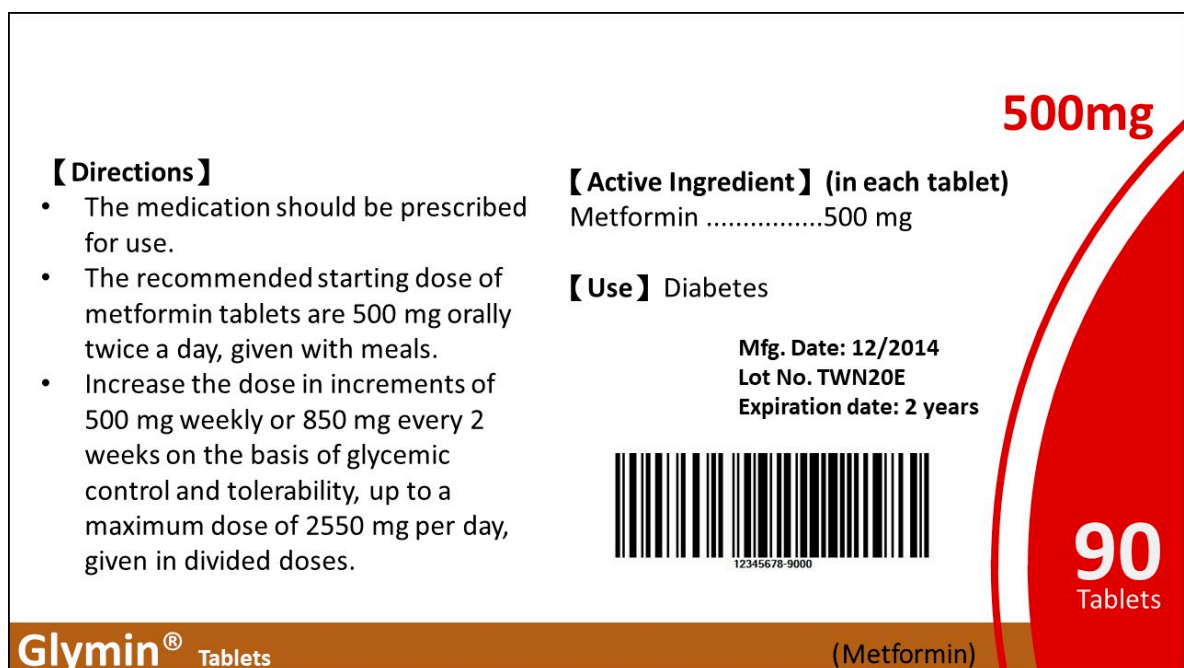 500mg
【Directions】
• The medication should be prescribed
for use.
• The recommended starting dose of
metformin tablets are 500 mg orally
twice a day, given with meals.
• Increase the dose in increments of
500 mg weekly or 850 mg every 2
weeks on the basis of glycemic
control and tolerability, up to a
maximum dose of 2550 mg per day,
given in divided doses.
【Active Ingredient】 (in each tablet)
Metformin .................500 mg
【Use】 Diabetes
Mfg. Date: 12/2014
Lot No. TWN20E
Expiration date: 2 years
12345678-9000
90
Tablets
Glymin® Tablets
(Metformin)